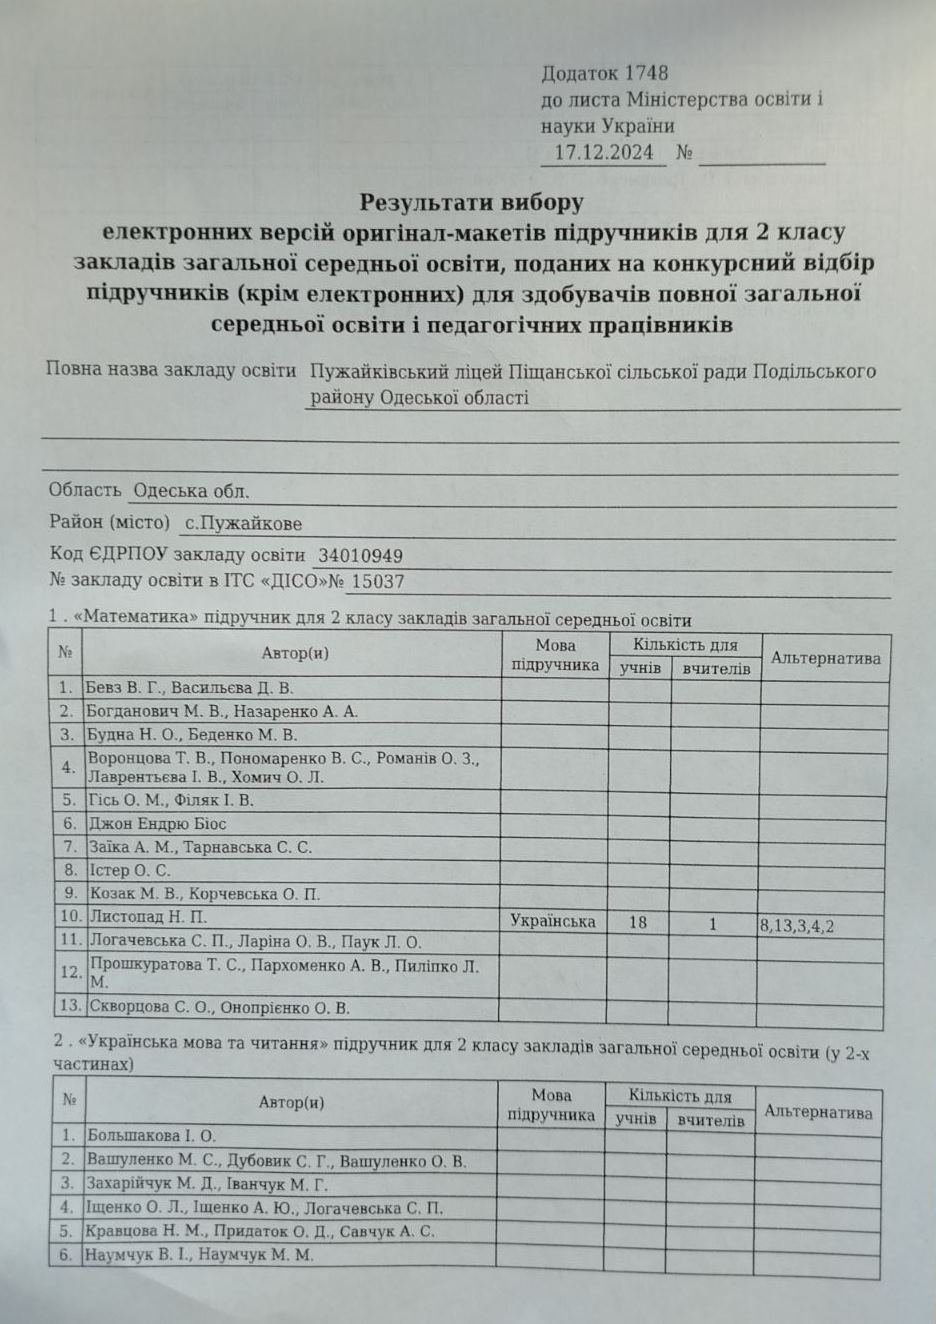 Додаток 1748
до листа Міністерства освіти і
науки України
17.12.2024 №
Результати вибору
електронних версій оригінал-макетів підручників для 2 класу
закладів загальної середньої освіти, поданих на конкурсний відбір
підручників (крім електронних) для здобувачів повної загальної
середньої освіти і педагогічних працівників
Повна назва закладу освіти Пужайківський ліцей Піщанської сільської ради Подільського
району Одеської області
Область Одеська обл.
Район (місто) с.Пужайкове
Код ЄДРПОУ закладу освіти 34010949
№ закладу освіти в ІТС «ДІСО»№ 15037
1 . «Математика» підручник для 2 класу закладів загальної середньої освіти
№ Автор(и) Мова підручника Кількість для учнів вчителів Альтернатива
1. Бевз В. Г., Васильєва Д. В.
2. Богданович М. В., Назаренко А. А.
3. Будна Н. О., Беденко М. В.
4. Воронцова Т. В., Пономаренко В. С., Романів О. З.,
Лаврентьєва І. В., Хомич О. Л.
5. Гісь О. М., Філяк І. В.
6. Джон Ендрю Біос
7. Заїка А. М., Тарнавська С. С.
8. Істер О. С.
9. Козак М. В., Корчевська О. П.
10. Листопад Н. П. Українська 18 1 8,13,3,4,2
11. Логачевська С. П., Ларіна О. В., Паук Л. О.
12. Прошкуратова Т. С., Пархоменко А. В., Пиліпко Л.
М.
13. Скворцова С. О., Онопрієнко О. В.
2 . «Українська мова та читання» підручник для 2 класу закладів загальної середньої освіти (у 2-х
частинах)
№ Автор(и) Мова підручника Кількість для учнів вчителів Альтернатива
1. Большакова І. О.
2. Вашуленко М. С., Дубовик С. Г., Вашуленко О. В.
3. Захарійчук М. Д., Іванчук М. Г.
4. Іщенко О. Л., Іщенко А. Ю., Логачевська С. П.
5. Кравцова Н. М., Придаток О. Д., Савчук А. С.
6. Наумчук В. І., Наумчук М. М.